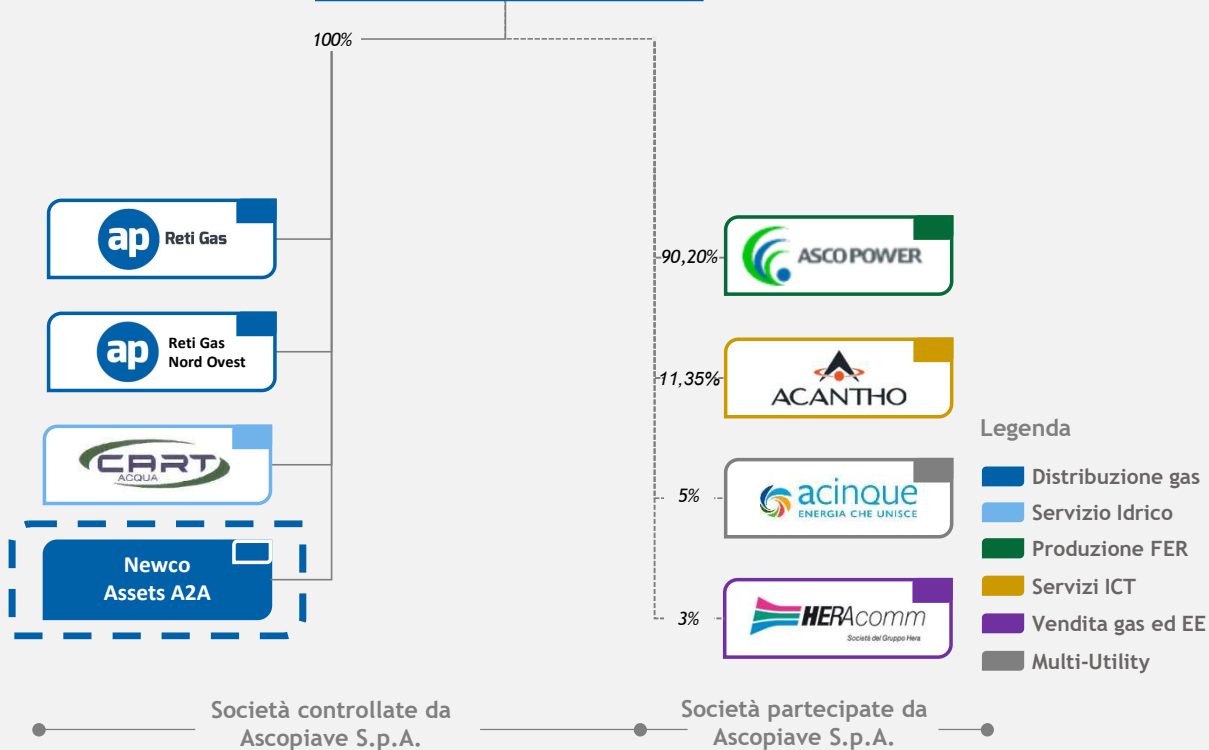 100%
ap Reti Gas
ap Reti Gas
Nord Ovest
CART
ACQUA
Newco
Assets A2A
90,20%
ASCO POWER
11,35%
ACANTHO
5%
acinque
ENERGIA CHE UNISCE
3%
HERAcomm
Società del Gruppo Hera
Legenda
Distribuzione gas
Servizio Idrico
Produzione FER
Servizi ICT
Vendita gas ed EE
Multi-Utility
Società controllate da
Ascopiave S.p.A.
Società partecipate da
Ascopiave S.p.A.